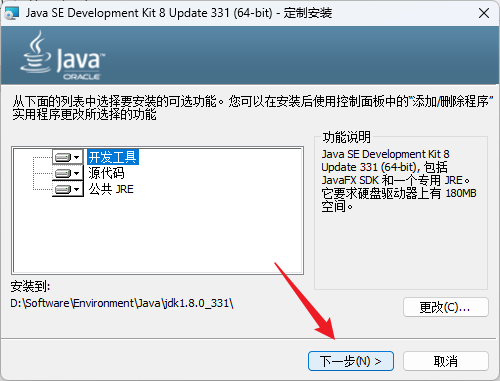 Java SE Development Kit 8 Update 331 (64-bit) - 定制安装
Java
ORACLE
从下面的列表中选择要安装的可选功能。您可以在安装后使用控制面板中的“添加/删除程序”
实用程序更改所选择的功能
开发工具
源代码
公共 JRE
功能说明
Java SE Development Kit 8
Update 331 (64-bit), 包括
JavaFX SDK 和一个专用 JRE。
它要求硬盘驱动器上有 180MB
空间。
安装到:
D:\Software\Environment\Java\jdk1.8.0_331\
更改(C)...
下一步(N) >
取消